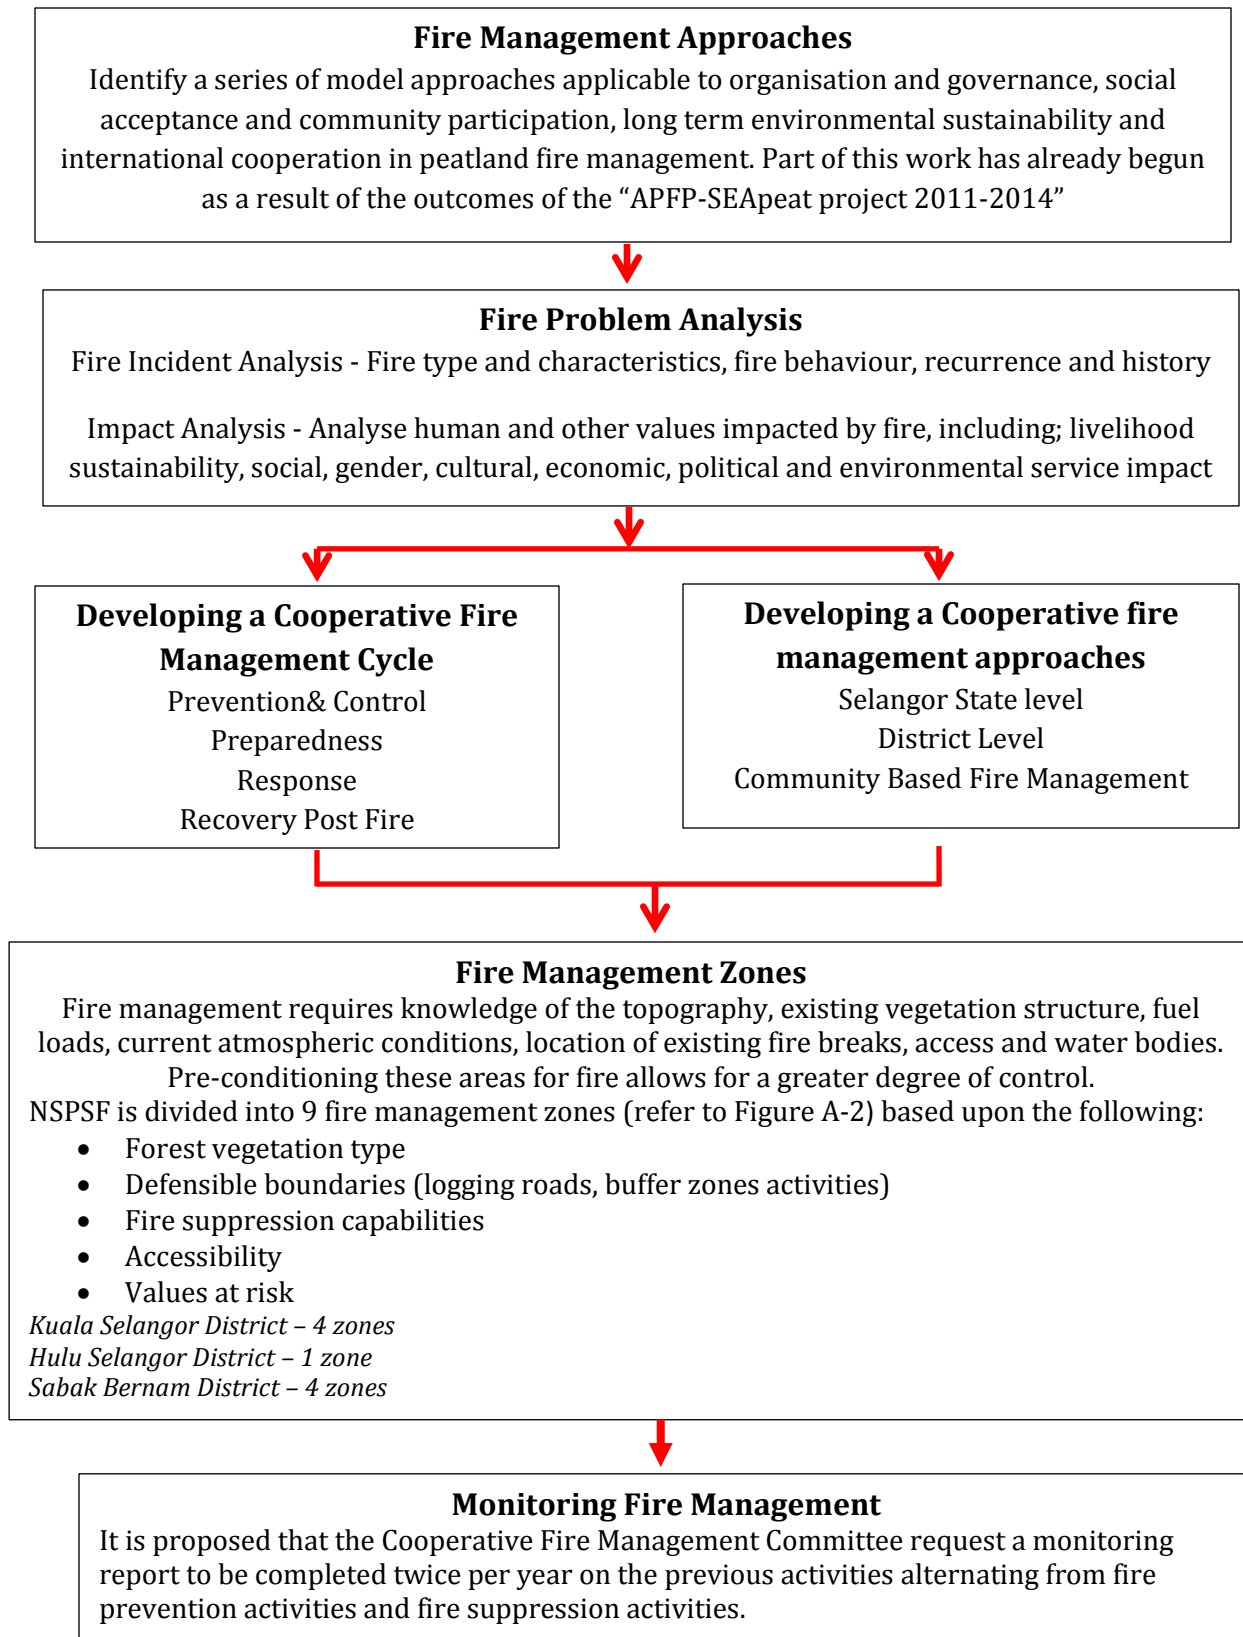 Fire Management Approaches
Identify a series of model approaches applicable to organisation and governance, social
acceptance and community participation, long term environmental sustainability and
international cooperation in peatland fire management. Part of this work has already begun
as a result of the outcomes of the “APFP-SEApeat project 2011-2014”
Fire Problem Analysis
Fire Incident Analysis - Fire type and characteristics, fire behaviour, recurrence and history
Impact Analysis - Analyse human and other values impacted by fire, including; livelihood
sustainability, social, gender, cultural, economic, political and environmental service impact
Developing a Cooperative Fire
Management Cycle
Prevention& Control
Preparedness
Response
Recovery Post Fire
Developing a Cooperative fire
management approaches
Selangor State level
District Level
Community Based Fire Management
Fire Management Zones
Fire management requires knowledge of the topography, existing vegetation structure, fuel
loads, current atmospheric conditions, location of existing fire breaks, access and water bodies.
Pre-conditioning these areas for fire allows for a greater degree of control.
NSPSF is divided into 9 fire management zones (refer to Figure A-2) based upon the following:
• Forest vegetation type
• Defensible boundaries (logging roads, buffer zones activities)
• Fire suppression capabilities
• Accessibility
• Values at risk
Kuala Selangor District – 4 zones
Hulu Selangor District – 1 zone
Sabak Bernam District – 4 zones
Monitoring Fire Management
It is proposed that the Cooperative Fire Management Committee request a monitoring
report to be completed twice per year on the previous activities alternating from fire
prevention activities and fire suppression activities.